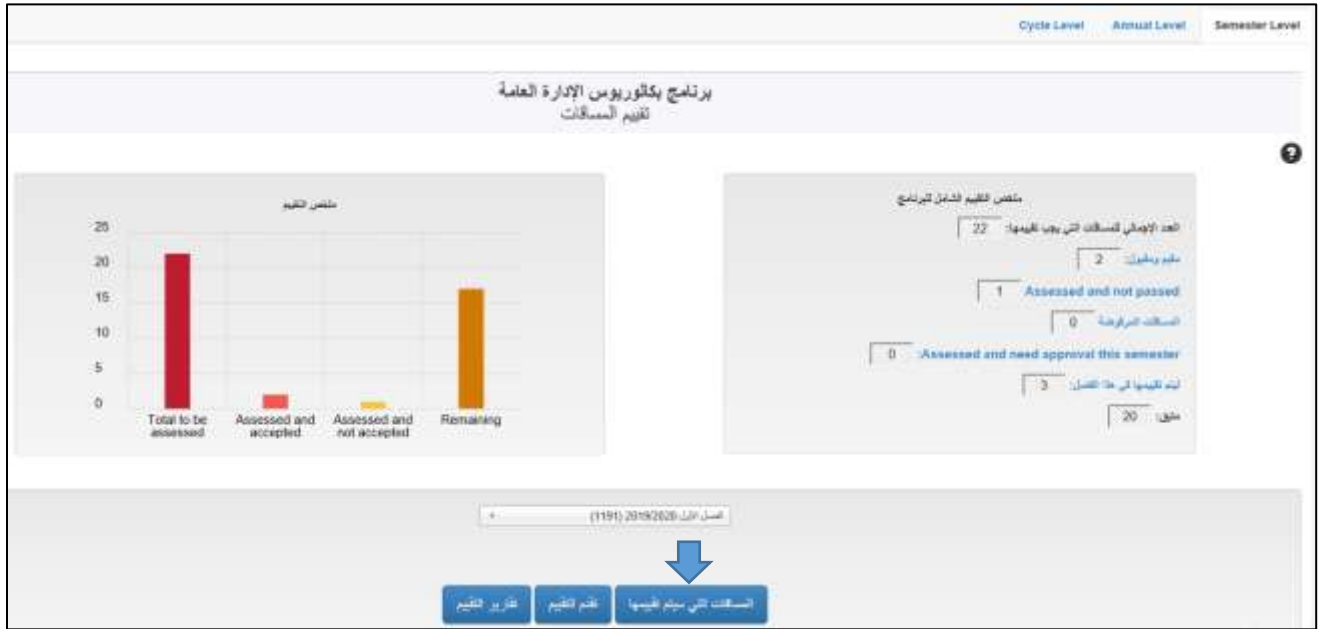 Semester Level
Annual Level
Cycle Level
برنامج بكالوريوس الإدارة العامة
تقييم المساقات
ملخص التقييم الشامل للبرنامج
العدد الإجمالي للمساقات التي يجب تقييمها: 22
مقيم ومقبول: 2
Assessed and not passed 1
المساقات المرفوضة 0
Assessed and need approval this semester: 0
ليتم تقييمها في هذا الفصل: 3
متبق: 20
ملخص التقييم
25
20
15
10
5
0
Total to be assessed
Assessed and accepted
Assessed and not accepted
Remaining
الفصل الأول 2019/2020 (1191)
المساقات التي سيتم تقييمها
تقدم التقييم
تقارير التقييم